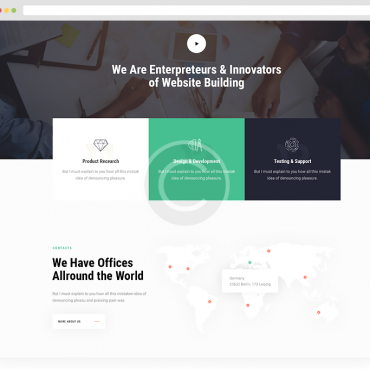 We Are Enterpreteurs & Innovators
of Website Building
Product Research
But I must explain to you how all this mistake
idea of denouncing pleasure.
Design & Development
But I must explain to you how all this mistake
idea of denouncing pleasure.
Testing & Support
But I must explain to you how all this mistake
idea of denouncing pleasure.
CONTACTS
We Have Offices
Allround the World
But I must explain to you how all this mistaken idea of
denouncing pleasu and praising pain was
MORE ABOUT US
Germany,
Leipzig